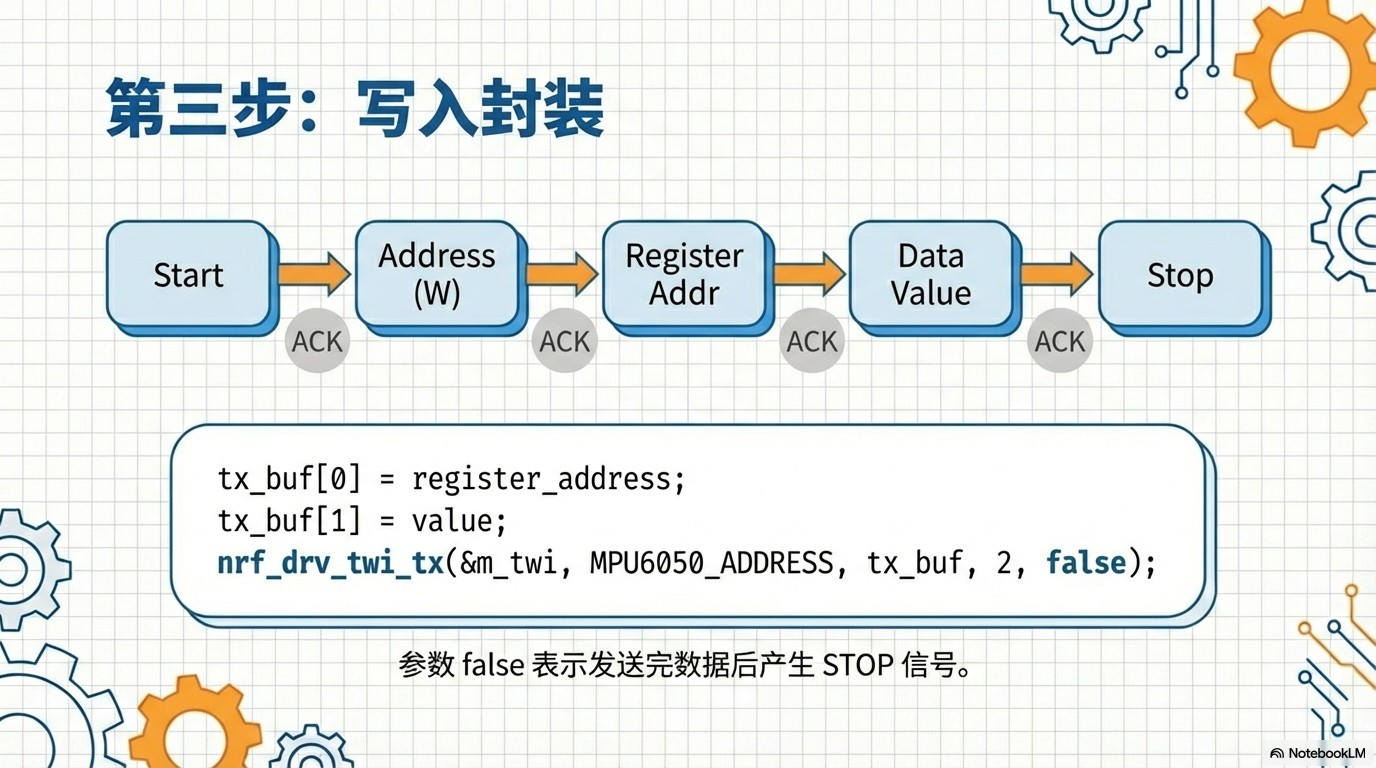 第三步：写入封装
Start
Address
(W)
Register
Addr
Data
Value
Stop
ACK
ACK
ACK
ACK
tx_buf[0] = register_address;
tx_buf[1] = value;
nrf_drv_twi_tx(&m_twi, MPU6050_ADDRESS, tx_buf, 2, false);
参数 false 表示发送完数据后产生 STOP 信号。
NotebookLM